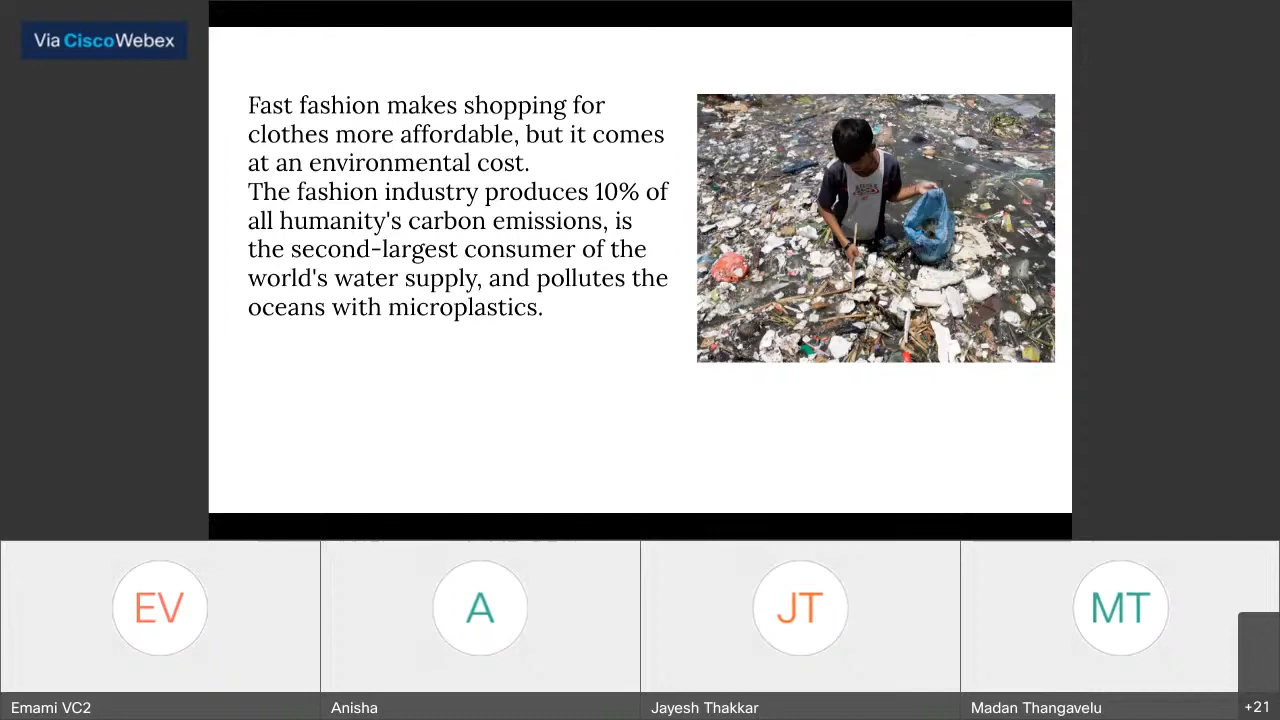 Via CiscoWebex
Fast fashion makes shopping for
clothes more affordable, but it comes
at an environmental cost.
The fashion industry produces 10% of
all humanity's carbon emissions, is
the second-largest consumer of the
world's water supply, and pollutes the
oceans with microplastics.
EV
A
JT
MT
Emami VC2
Anisha
Jayesh Thakkar
Madan Thangavelu
+21